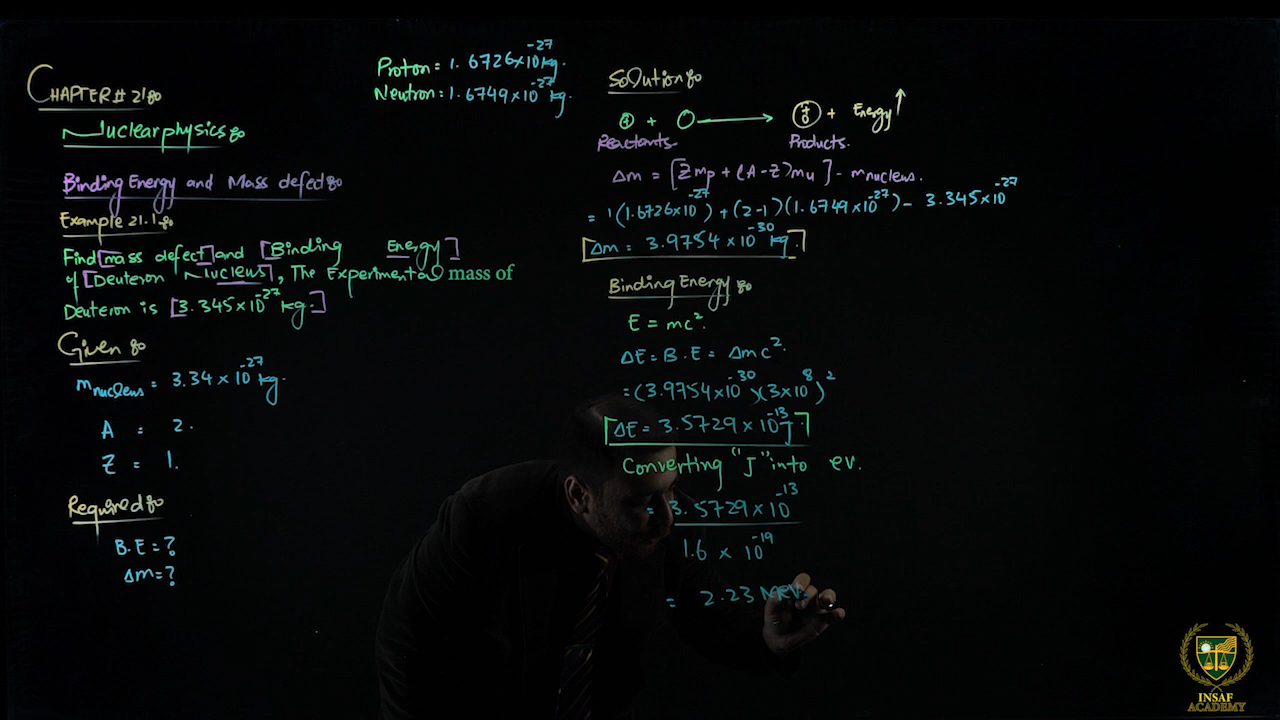 CHAPTER # 21:
Nuclear physics:
Binding Energy and Mass defect:
Example 21.1:
Find [mass defect] and [Binding Energy]
of [Deuteron Nucleus], The Experimental mass of
Deuteron is [3.345×10⁻²⁷ kg.]
Given:
m_nucleus = 3.34 × 10⁻²⁷ kg.
A = 2.
Z = 1.
Required:
B.E = ?
Δm = ?
Proton = 1.6726×10⁻²⁷ kg.
Neutron = 1.6749×10⁻²⁷ kg.
Solution:
+ + → + Energy ↑
Reactants Products.
Δm = [Zmp + (A-Z)mn] - m_nucleus.
= 1(1.6726×10⁻²⁷) + (2-1)(1.6749×10⁻²⁷) - 3.345×10⁻²⁷
[Δm = 3.9754 × 10⁻³⁰ kg.]
Binding Energy:
E = mc².
ΔE = B.E = Δmc².
= (3.9754×10⁻³⁰)(3×10⁸)²
[ΔE = 3.5729 × 10⁻¹³ J.]
Converting "J" into ev.
= 3.5729 × 10⁻¹³
1.6 × 10⁻¹⁹
= 2.23 MeV.
INSAF
ACADEMY